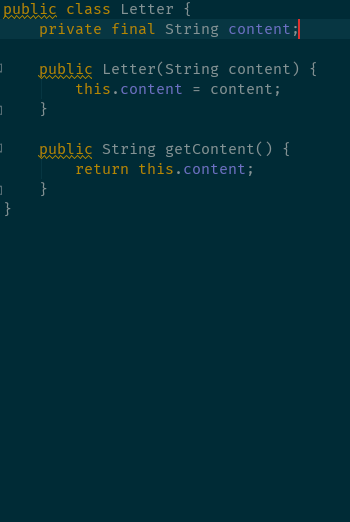 public class Letter {
    private final String content;

    public Letter(String content) {
        this.content = content;
    }

    public String getContent() {
        return this.content;
    }
}